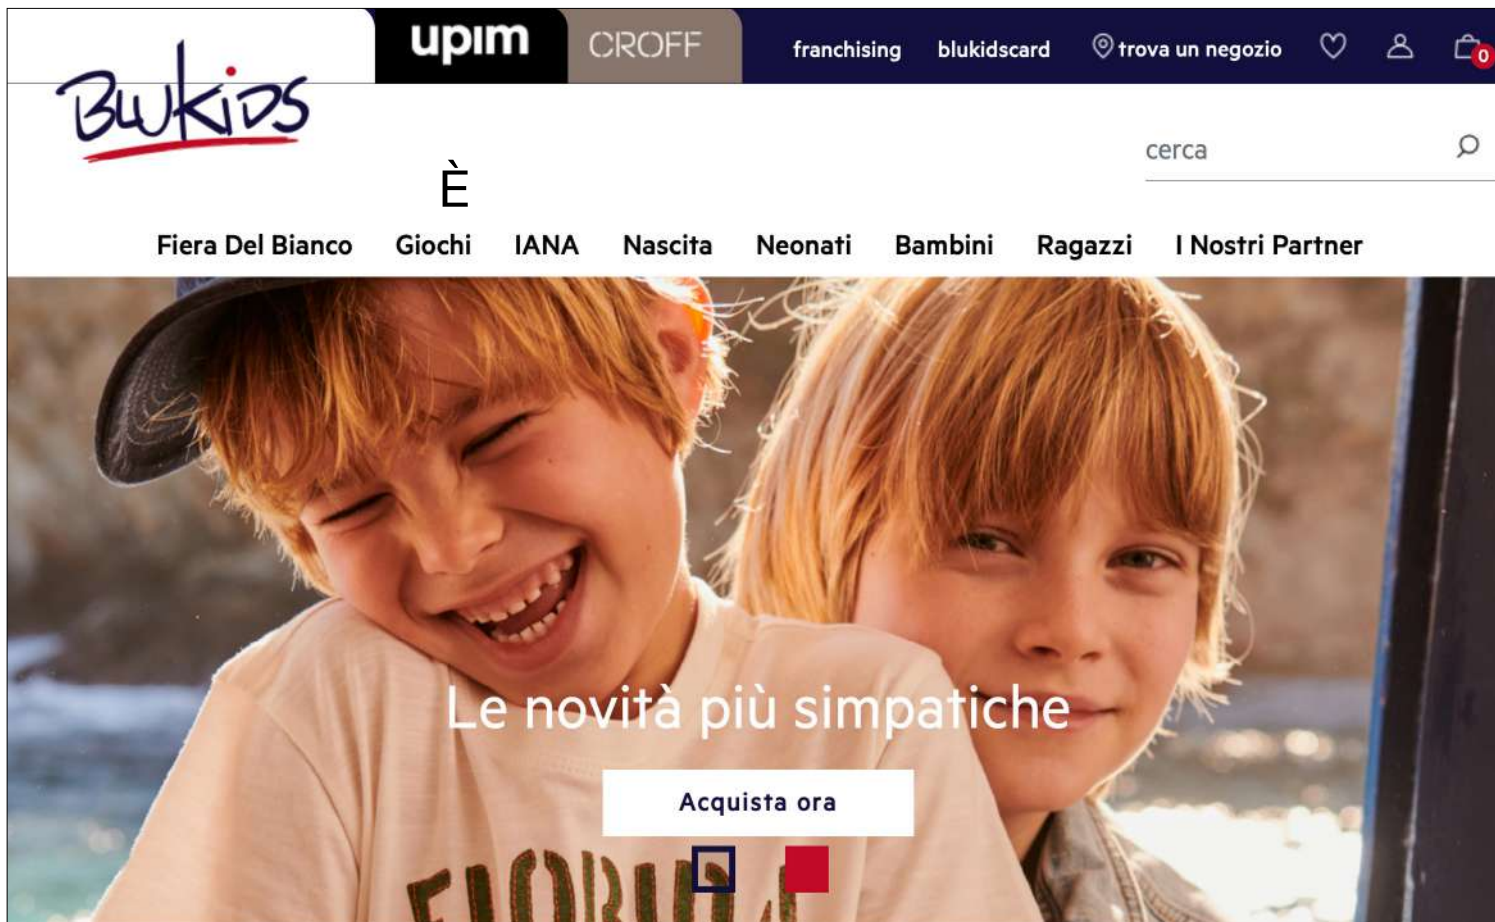 upim
CROFF
franchising
blukidscard
trova un negozio
0
BLUKIDS
cerca
È
Fiera Del Bianco
Giochi
IANA
Nascita
Neonati
Bambini
Ragazzi
I Nostri Partner
Le novità più simpatiche
Acquista ora